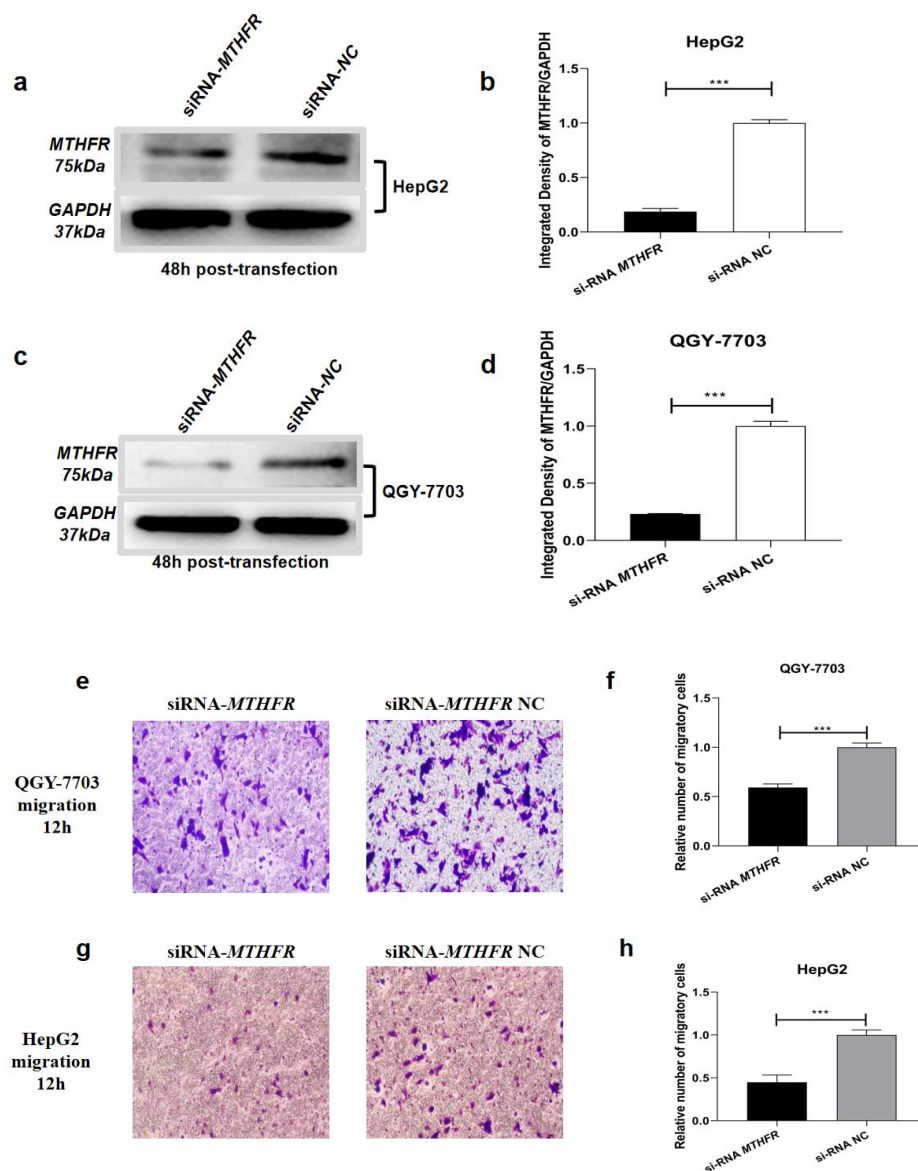 a
siRNA-MTHFR
siRNA-NC
MTHFR
75kDa
GAPDH
37kDa
HepG2
48h post-transfection
b
HepG2
Integrated Density of MTHFR/GAPDH
1.5
1.0
0.5
0.0
***
si-RNA MTHFR
si-RNA NC
c
siRNA-MTHFR
siRNA-NC
MTHFR
75kDa
GAPDH
37kDa
QGY-7703
48h post-transfection
d
QGY-7703
Integrated Density of MTHFR/GAPDH
1.5
1.0
0.5
0.0
***
si-RNA MTHFR
si-RNA NC
e
siRNA-MTHFR
siRNA-MTHFR NC
QGY-7703
migration
12h
f
QGY-7703
Relative number of migratory cells
1.5
1.0
0.5
0.0
***
si-RNA MTHFR
si-RNA NC
g
siRNA-MTHFR
siRNA-MTHFR NC
HepG2
migration
12h
h
HepG2
Relative number of migratory cells
1.5
1.0
0.5
0.0
***
si-RNA MTHFR
si-RNA NC